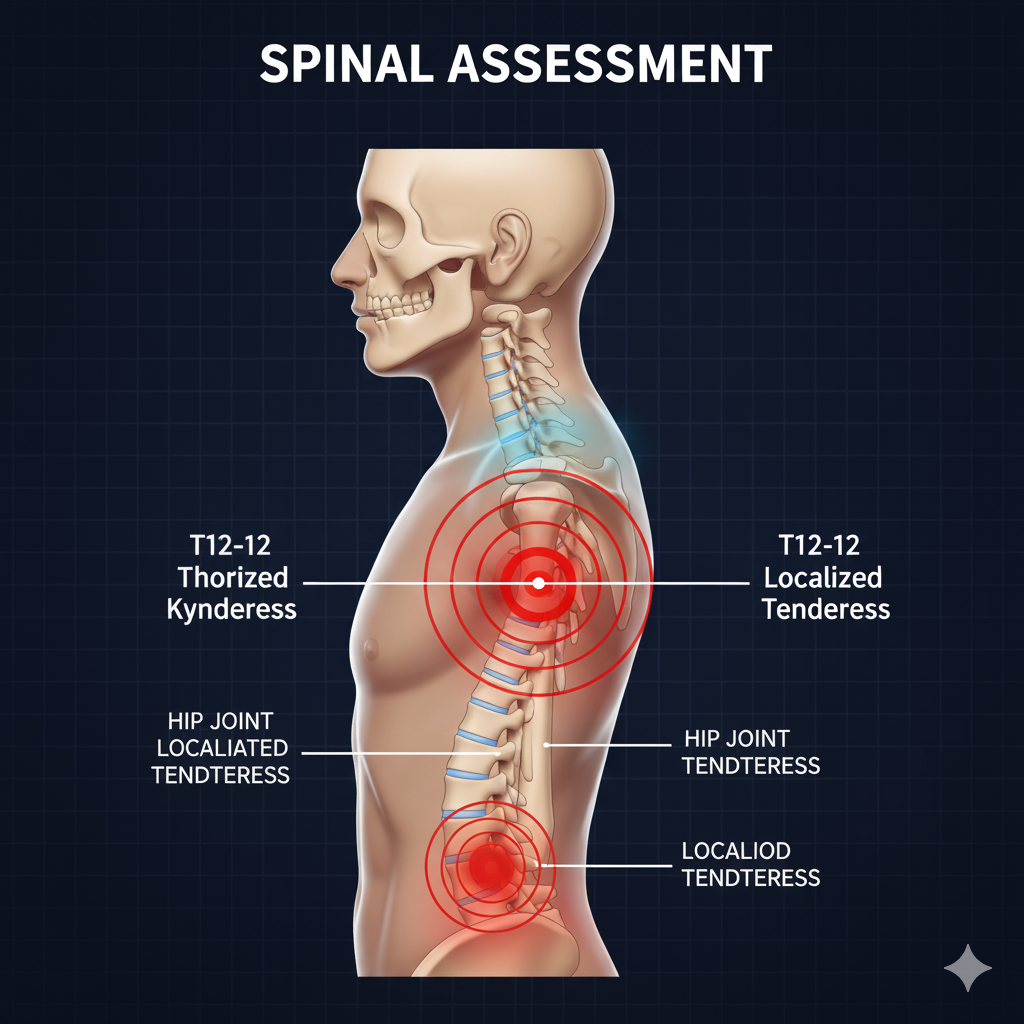 SPINAL ASSESSMENT
T12-12
Thorized
Kynderess
T12-12
Localized
Tenderess
HIP JOINT
LOCALIATED
TENDTERESS
HIP JOINT
TENDTERESS
LOCALIOD
TENDTERESS